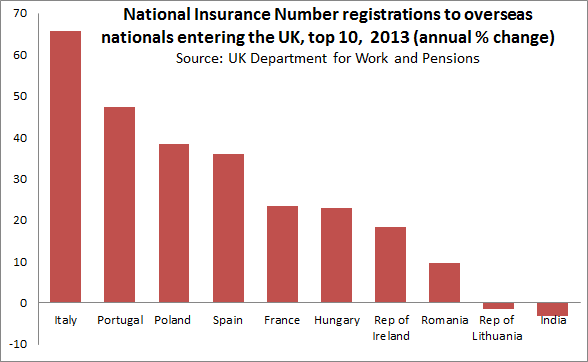 National Insurance Number registrations to overseas
nationals entering the UK, top 10, 2013 (annual % change)
Source: UK Department for Work and Pensions
70
60
50
40
30
20
10
0
-10
Italy
Portugal
Poland
Spain
France
Hungary
Rep of
Ireland
Romania
Rep of
Lithuania
India